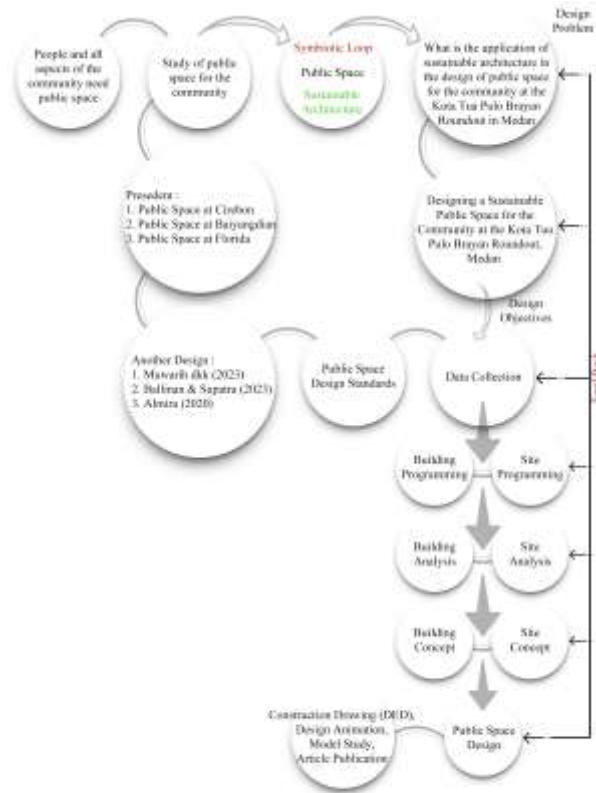 Design
Problem
People and all
aspects of the
community need
public space
Study of public
space for the
community
Symbiotic Loop
Public Space
Sustainable
Architecture
What is the application of
sustainable architecture in
the design of public space
for the community at the
Kota Tua Pulo Brayan
Roundout in Medan
Preseden :
1. Public Space at Cirebon
2. Public Space at Baiyangdian
3. Public Space at Florida
Designing a Sustainable
Public Space for the
Community at the Kota Tua
Pulo Brayan Roundout,
Medan
Design
Objectives
Another Design :
1. Mawarih dkk (2023)
2. & Saputra (2023)
3. Almira (2020)
Public Space
Design Standards
Data Collection
Building
Programming
Site
Programming
Building
Analysis
Site
Analysis
Building
Concept
Site
Concept
Construction Drawing (DED),
Design Animation,
Model Study,
Article Publication
Public Space
Design